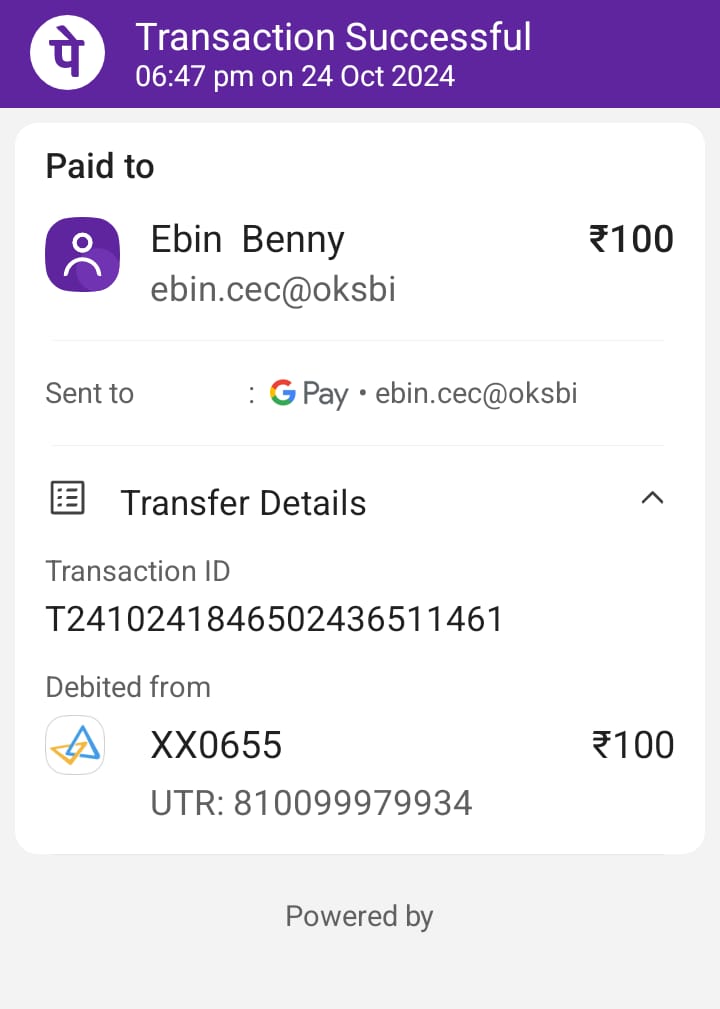 पे
Transaction Successful
06:47 pm on 24 Oct 2024
Paid to
Ebin Benny ₹100
ebin.cec@oksbi
Sent to : G Pay • ebin.cec@oksbi
Transfer Details
Transaction ID
T2410241846502436511461
Debited from
XX0655 ₹100
UTR: 810099979934
Powered by